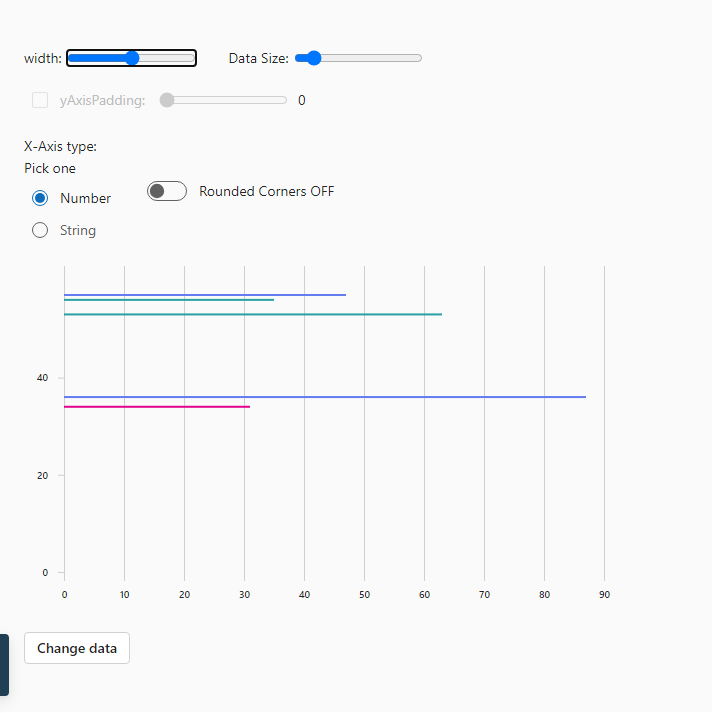 width: Data Size:
yAxisPadding: 0
X-Axis type:
Pick one
Number Rounded Corners OFF
String
40
20
0
0 10 20 30 40 50 60 70 80 90
Change data